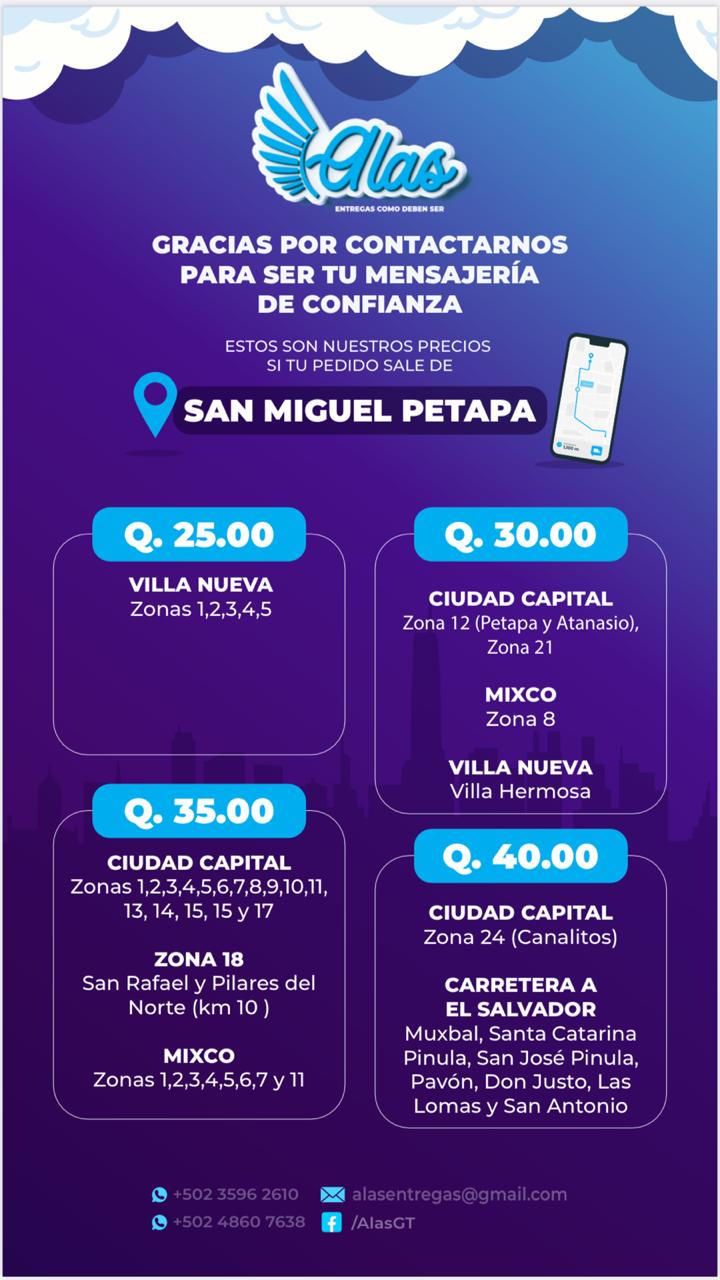 Alas
ENTREGAS COMO DEBEN SER
GRACIAS POR CONTACTARNOS
PARA SER TU MENSAJERÍA
DE CONFIANZA
ESTOS SON NUESTROS PRECIOS
SI TU PEDIDO SALE DE
SAN MIGUEL PETAPA
Q. 25.00
VILLA NUEVA
Zonas 1,2,3,4,5
Q. 30.00
CIUDAD CAPITAL
Zona 12 (Petapa y Atanasio),
Zona 21
MIXCO
Zona 8
VILLA NUEVA
Villa Hermosa
Q. 35.00
CIUDAD CAPITAL
Zonas 1,2,3,4,5,6,7,8,9,10,11,
13, 14, 15, 15 y 17
ZONA 18
San Rafael y Pilares del
Norte (km 10 )
MIXCO
Zonas 1,2,3,4,5,6,7 y 11
Q. 40.00
CIUDAD CAPITAL
Zona 24 (Canalitos)
CARRETERA A
EL SALVADOR
Muxbal, Santa Catarina
Pinula, San José Pinula,
Pavón, Don Justo, Las
Lomas y San Antonio
+502 3596 2610
alasentregas@gmail.com
+502 4860 7638
/AlasGT